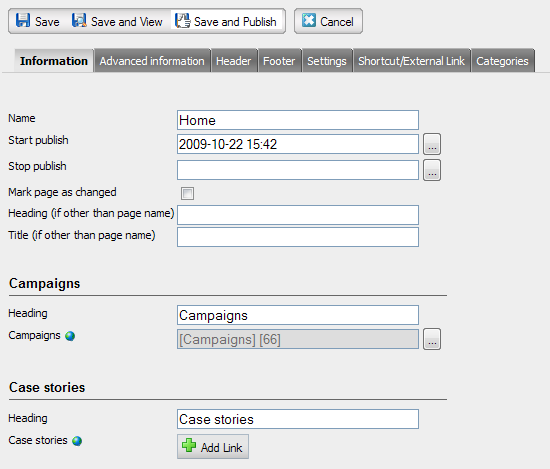 Save Save and View Save and Publish Cancel
Information Advanced information Header Footer Settings Shortcut/External Link Categories
Name Home
Start publish 2009-10-22 15:42 ...
Stop publish ...
Mark page as changed
Heading (if other than page name)
Title (if other than page name)
Campaigns
Heading Campaigns
Campaigns [Campaigns] [66] ...
Case stories
Heading Case stories
Case stories Add Link